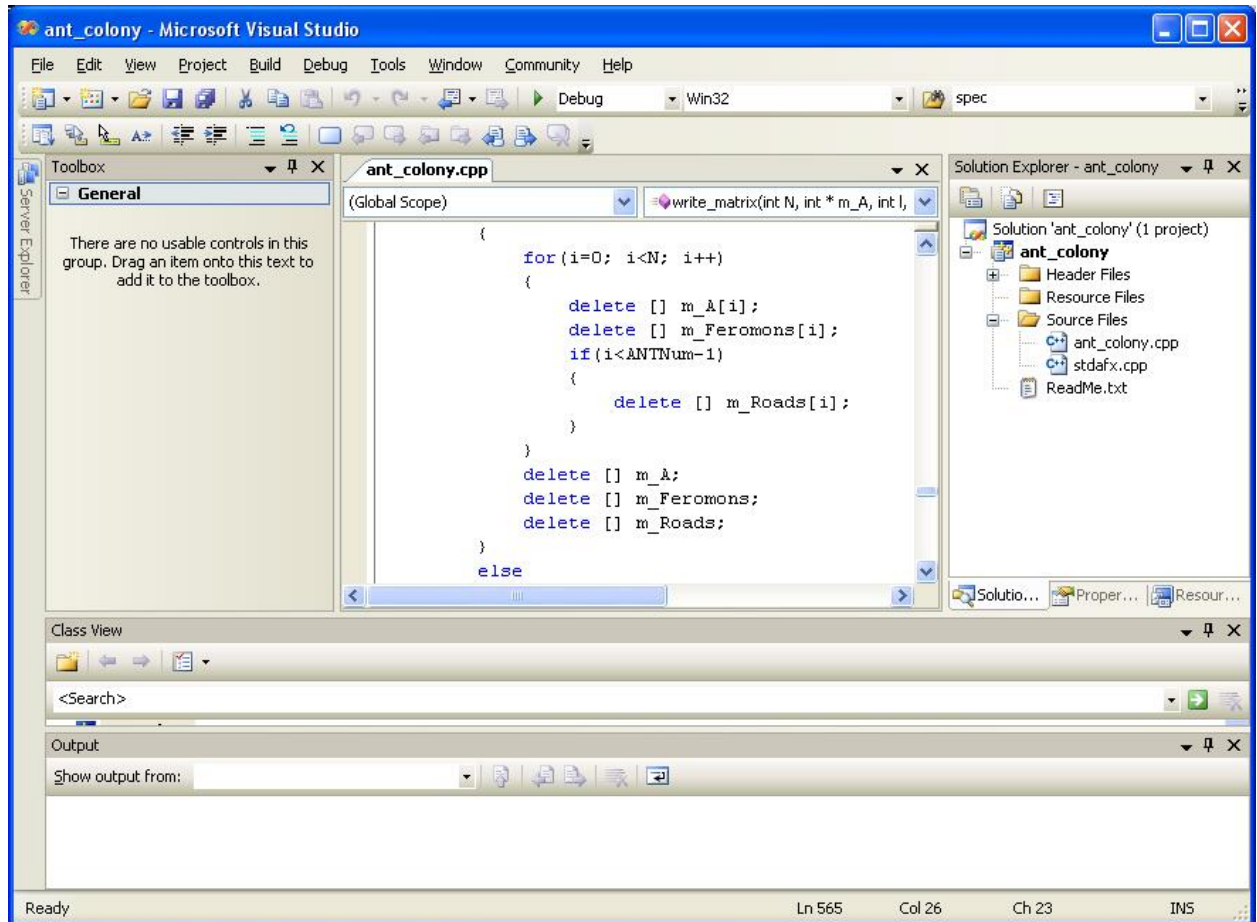 ant_colony - Microsoft Visual Studio
File Edit View Project Build Debug Tools Window Community Help
Debug Win32 spec
Server Explorer
Toolbox
General
There are no usable controls in this
group. Drag an item onto this text to
add it to the toolbox.
ant_colony.cpp
(Global Scope) write_matrix(int N, int * m_A, int l,
{
for(i=0; i<N; i++)
{
delete [] m_A[i];
delete [] m_Feromons[i];
if(i<ANTNum-1)
{
delete [] m_Roads[i];
}
}
delete [] m_A;
delete [] m_Feromons;
delete [] m_Roads;
}
else
Solution Explorer - ant_colony
Solution 'ant_colony' (1 project)
ant_colony
Header Files
Resource Files
Source Files
ant_colony.cpp
stdafx.cpp
ReadMe.txt
Solutio... Proper... Resour...
Class View
<Search>
Output
Show output from:
Ready Ln 565 Col 26 Ch 23 INS